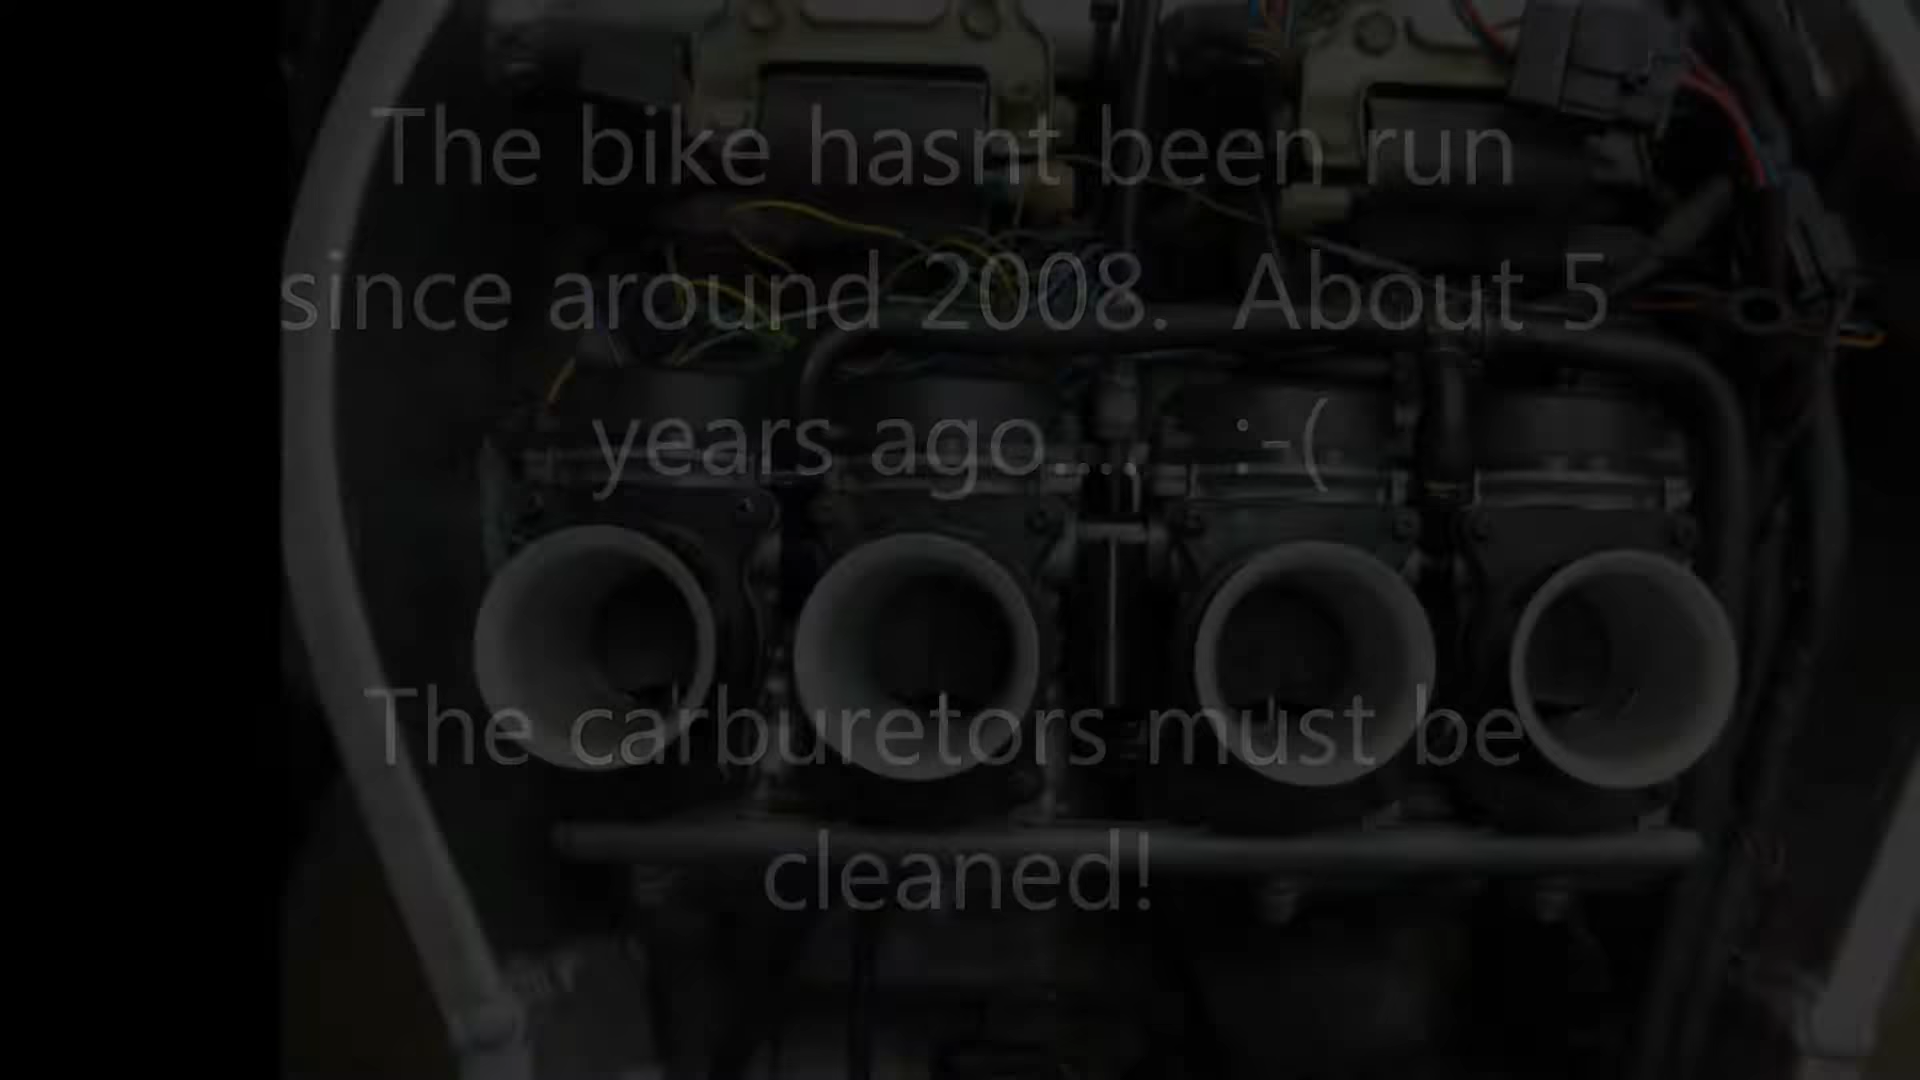 The bike hasnt been run
since around 2008.  About 5
years ago....    :-(
The carburetors must be
cleaned!